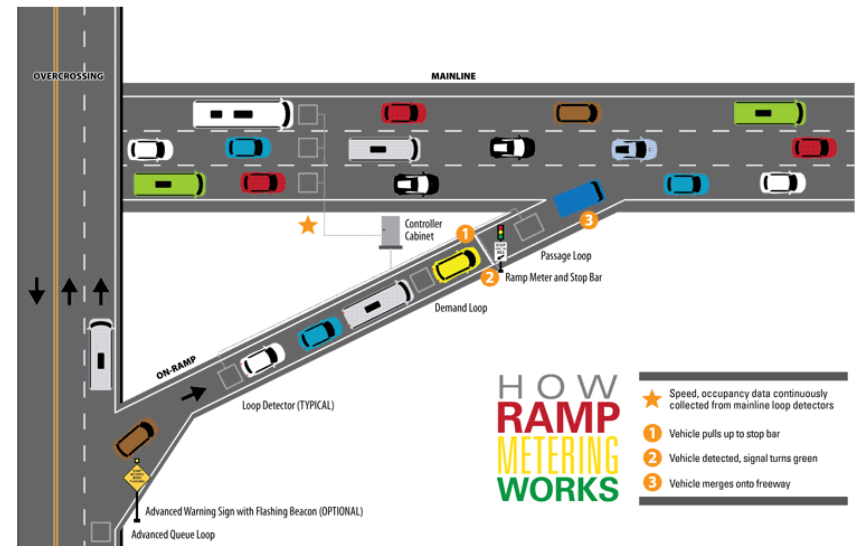 OVERCROSSING
MAINLINE
Controller
Cabinet
1
3
Passage Loop
2
Ramp Meter and Stop Bar
Demand Loop
ON-RAMP
Loop Detector (TYPICAL)
Advanced Warning Sign with Flashing Beacon (OPTIONAL)
Advanced Queue Loop
HOW
RAMP
METERING
WORKS
Speed, occupancy data continuously
collected from mainline loop detectors
1 Vehicle pulls up to stop bar
2 Vehicle detected, signal turns green
3 Vehicle merges onto freeway